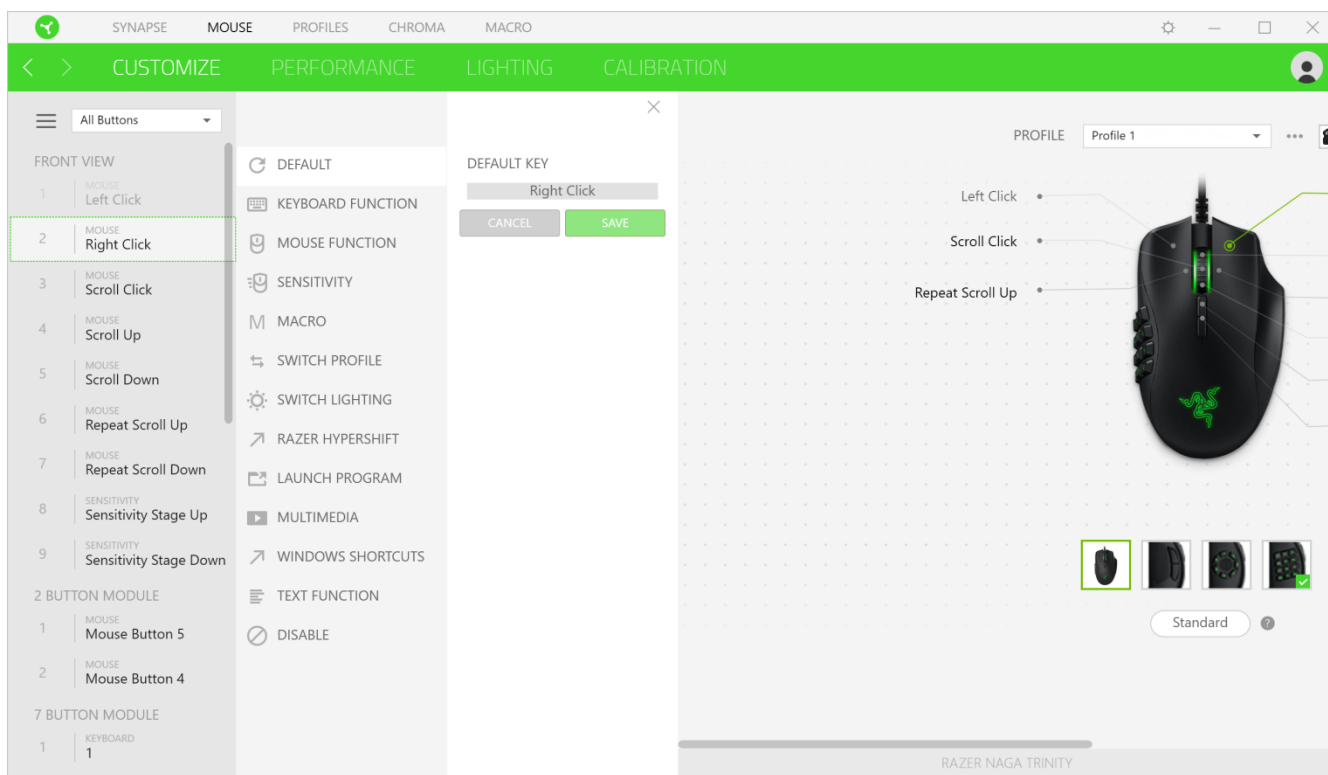 SYNAPSE MOUSE PROFILES CHROMA MACRO
CUSTOMIZE PERFORMANCE LIGHTING CALIBRATION
All Buttons
FRONT VIEW
1 MOUSE
Left Click
2 MOUSE
Right Click
3 MOUSE
Scroll Click
4 MOUSE
Scroll Up
5 MOUSE
Scroll Down
6 MOUSE
Repeat Scroll Up
7 MOUSE
Repeat Scroll Down
8 SENSITIVITY
Sensitivity Stage Up
9 SENSITIVITY
Sensitivity Stage Down
2 BUTTON MODULE
1 MOUSE
Mouse Button 5
2 MOUSE
Mouse Button 4
7 BUTTON MODULE
1 KEYBOARD
1
DEFAULT
KEYBOARD FUNCTION
MOUSE FUNCTION
SENSITIVITY
MACRO
SWITCH PROFILE
SWITCH LIGHTING
RAZER HYPERSHIFT
LAUNCH PROGRAM
MULTIMEDIA
WINDOWS SHORTCUTS
TEXT FUNCTION
DISABLE
DEFAULT KEY
Right Click
CANCEL SAVE
PROFILE Profile 1
Left Click
Scroll Click
Repeat Scroll Up
Standard ?
RAZER NAGA TRINITY